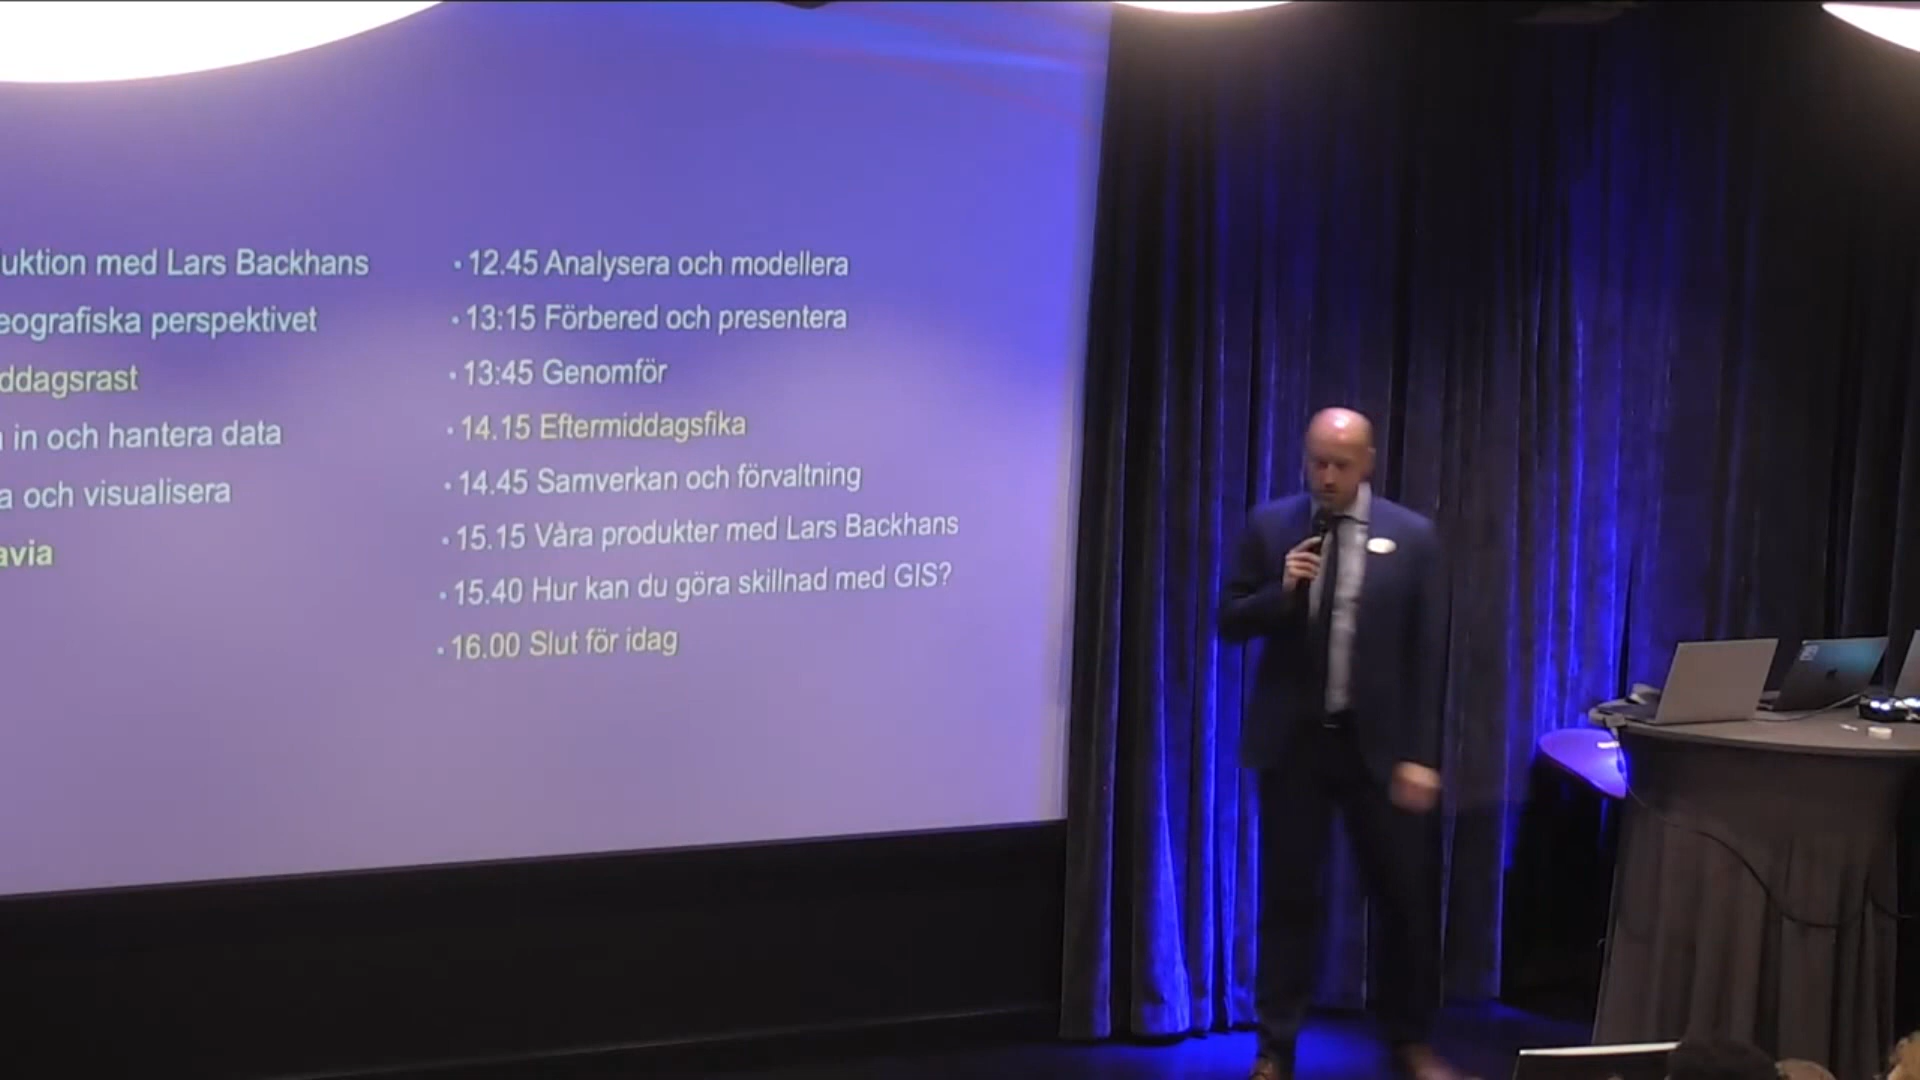 uktion med Lars Backhans
eografiska perspektivet
ddagsrast
in och hantera data
a och visualisera
avia
• 12.45 Analysera och modellera
• 13:15 Förbered och presentera
• 13:45 Genomför
• 14.15 Eftermiddagsfika
• 14.45 Samverkan och förvaltning
• 15.15 Våra produkter med Lars Backhans
• 15.40 Hur kan du göra skillnad med GIS?
• 16.00 Slut för idag